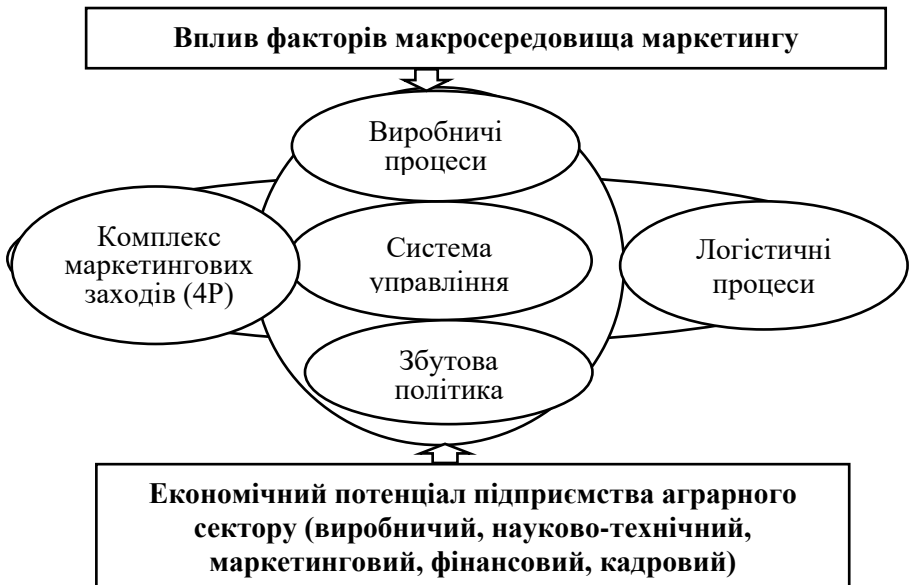 Вплив факторів макросередовища маркетингу
Виробничі
процеси
Комплекс
маркетингових
заходів (4Р)
Система
управління
Логістичні
процеси
Збутова
політика
Економічний потенціал підприємства аграрного
сектору (виробничий, науково-технічний,
маркетинговий, фінансовий, кадровий)